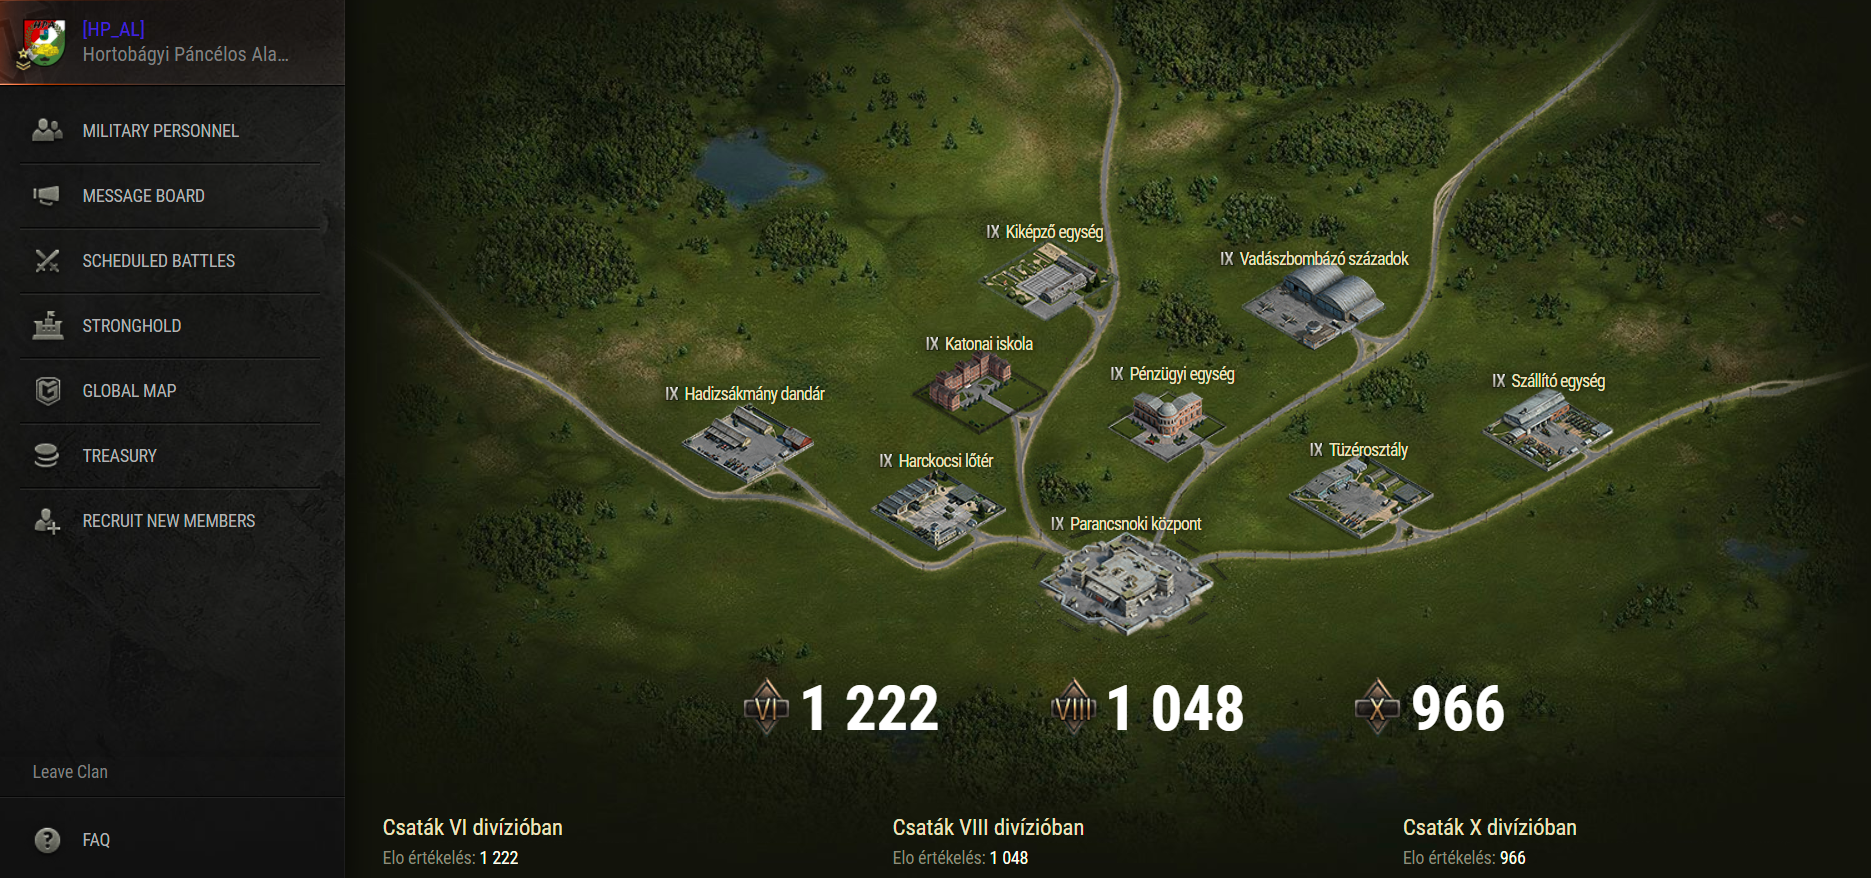 [HP_AL]
Hortobágyi Páncélos Ala...
MILITARY PERSONNEL
MESSAGE BOARD
SCHEDULED BATTLES
STRONGHOLD
GLOBAL MAP
TREASURY
RECRUIT NEW MEMBERS
Leave Clan
FAQ
IX Kiképző egység
IX Vadászbombázó századok
IX Katonai iskola
IX Pénzügyi egység
IX Szállító egység
IX Hadizsákmány dandár
IX Harckocsi lőtér
IX Tüzérosztály
IX Parancsnoki központ
VI 1 222
VIII 1 048
X 966
Csaták VI divízióban
Elo értékelés: 1 222
Csaták VIII divízióban
Elo értékelés: 1 048
Csaták X divízióban
Elo értékelés: 966